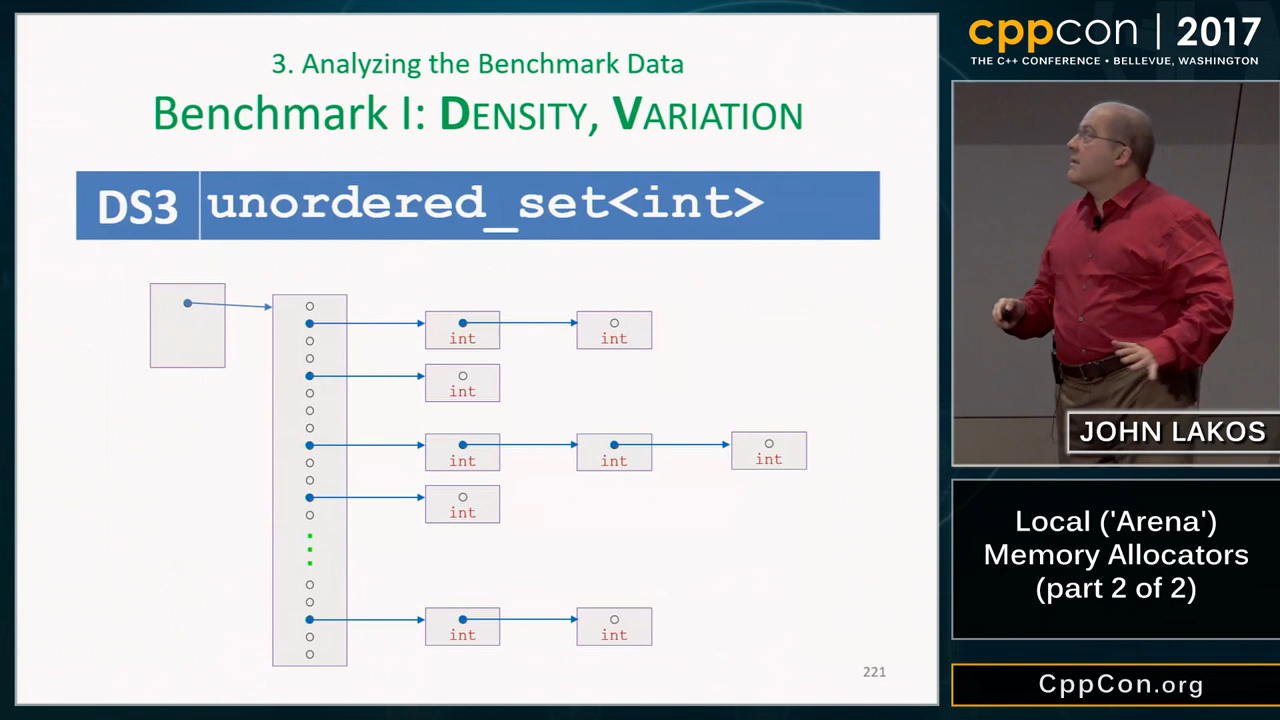 3. Analyzing the Benchmark Data
Benchmark I: DENSITY, VARIATION
DS3 unordered_set<int>
int int
int
int int int
int
int int
221
cppcon | 2017
THE C++ CONFERENCE • BELLEVUE, WASHINGTON
JOHN LAKOS
Local ('Arena')
Memory Allocators
(part 2 of 2)
CppCon.org